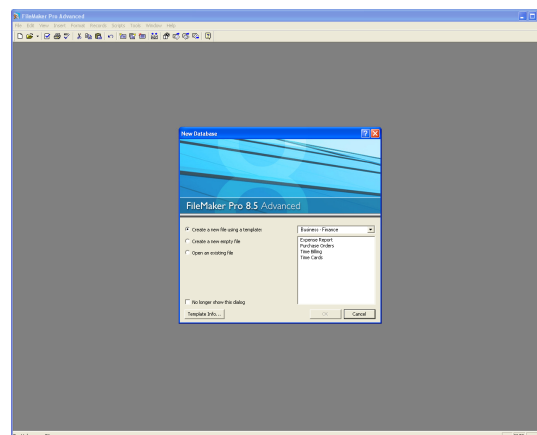 FileMaker Pro Advanced
File Edit View Insert Format Records Scripts Tools Window Help
New Database
FileMaker Pro 8.5 Advanced
Create a new file using a template:
Business - Finance
Create a new empty file
Open an existing file
Expense Report
Purchase Orders
Time Billing
Time Cards
No longer show this dialog
Template Info...
OK
Cancel